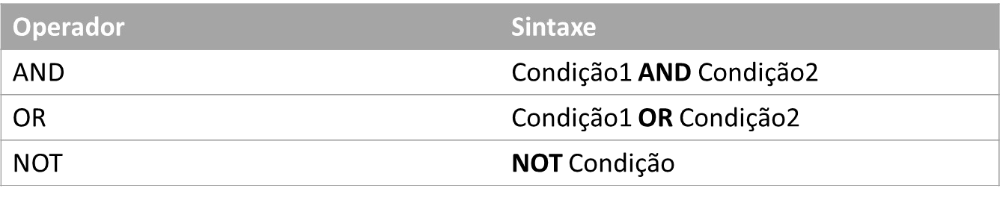 Operador Sintaxe
AND Condição1 AND Condição2
OR Condição1 OR Condição2
NOT NOT Condição